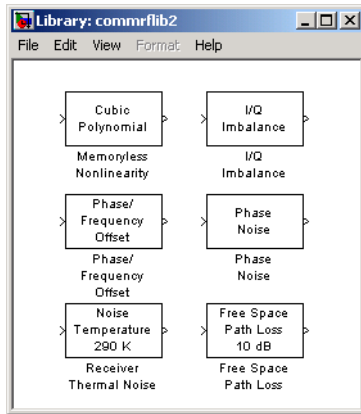 Library: commrflib2
File Edit View Format Help
Cubic
Polynomial
Memoryless
Nonlinearity
I/Q
Imbalance
I/Q
Imbalance
Phase/
Frequency
Offset
Phase/
Frequency
Offset
Phase
Noise
Phase
Noise
Noise
Temperature
290 K
Receiver
Thermal Noise
Free Space
Path Loss
10 dB
Free Space
Path Loss